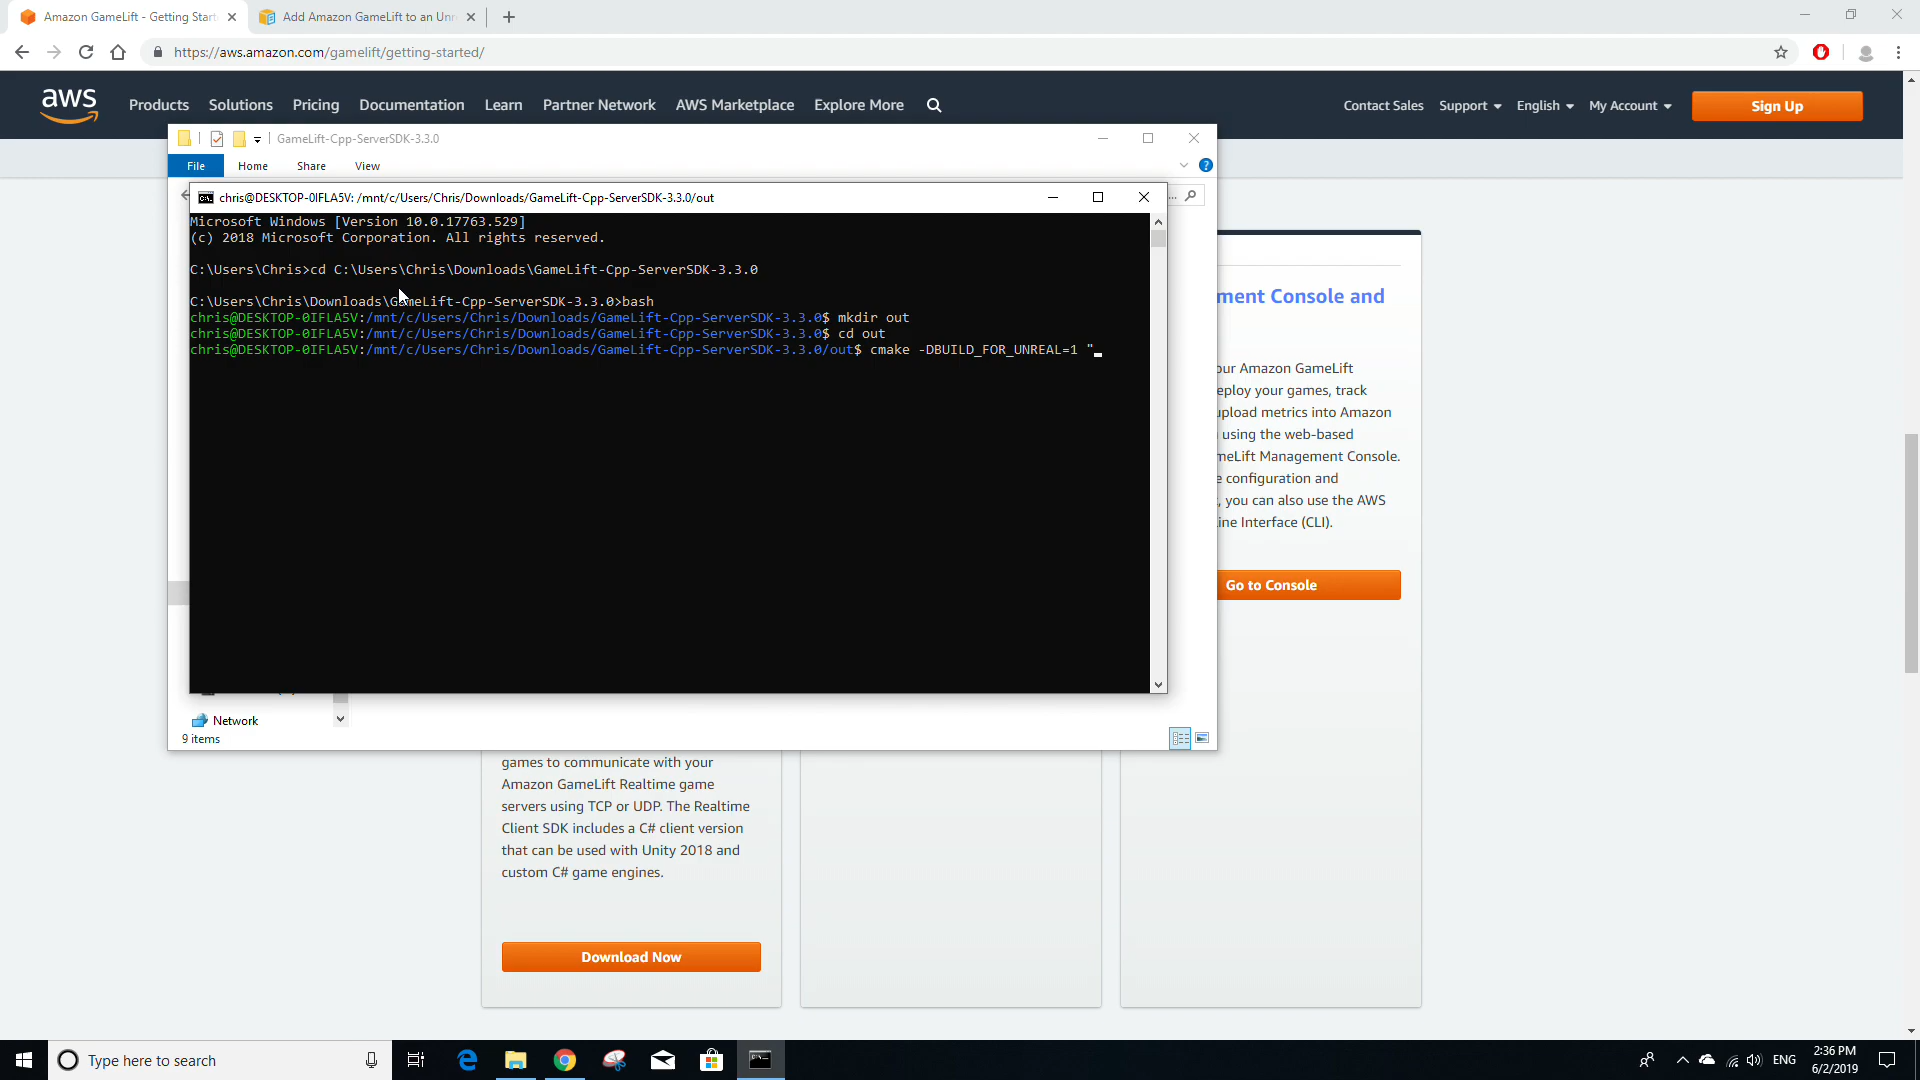 Amazon GameLift - Getting Start
Add Amazon GameLift to an Unr
https://aws.amazon.com/gamelift/getting-started/
aws
Products
Solutions
Pricing
Documentation
Learn
Partner Network
AWS Marketplace
Explore More
Contact Sales
Support
English
My Account
Sign Up
GameLift-Cpp-ServerSDK-3.3.0
File
Home
Share
View
chris@DESKTOP-0IFLA5V: /mnt/c/Users/Chris/Downloads/GameLift-Cpp-ServerSDK-3.3.0/out
Microsoft Windows [Version 10.0.17763.529]
(c) 2018 Microsoft Corporation. All rights reserved.
C:\Users\Chris>cd C:\Users\Chris\Downloads\GameLift-Cpp-ServerSDK-3.3.0
C:\Users\Chris\Downloads\GameLift-Cpp-ServerSDK-3.3.0>bash
chris@DESKTOP-0IFLA5V:/mnt/c/Users/Chris/Downloads/GameLift-Cpp-ServerSDK-3.3.0$ mkdir out
chris@DESKTOP-0IFLA5V:/mnt/c/Users/Chris/Downloads/GameLift-Cpp-ServerSDK-3.3.0$ cd out
chris@DESKTOP-0IFLA5V:/mnt/c/Users/Chris/Downloads/GameLift-Cpp-ServerSDK-3.3.0/out$ cmake -DBUILD_FOR_UNREAL=1 "_
Network
9 items
ment Console and
our Amazon GameLift
eploy your games, track
upload metrics into Amazon
using the web-based
meLift Management Console.
e configuration and
, you can also use the AWS
ine Interface (CLI).
Go to Console
games to communicate with your
Amazon GameLift Realtime game
servers using TCP or UDP. The Realtime
Client SDK includes a C# client version
that can be used with Unity 2018 and
custom C# game engines.
Download Now
Type here to search
ENG
2:36 PM
6/2/2019